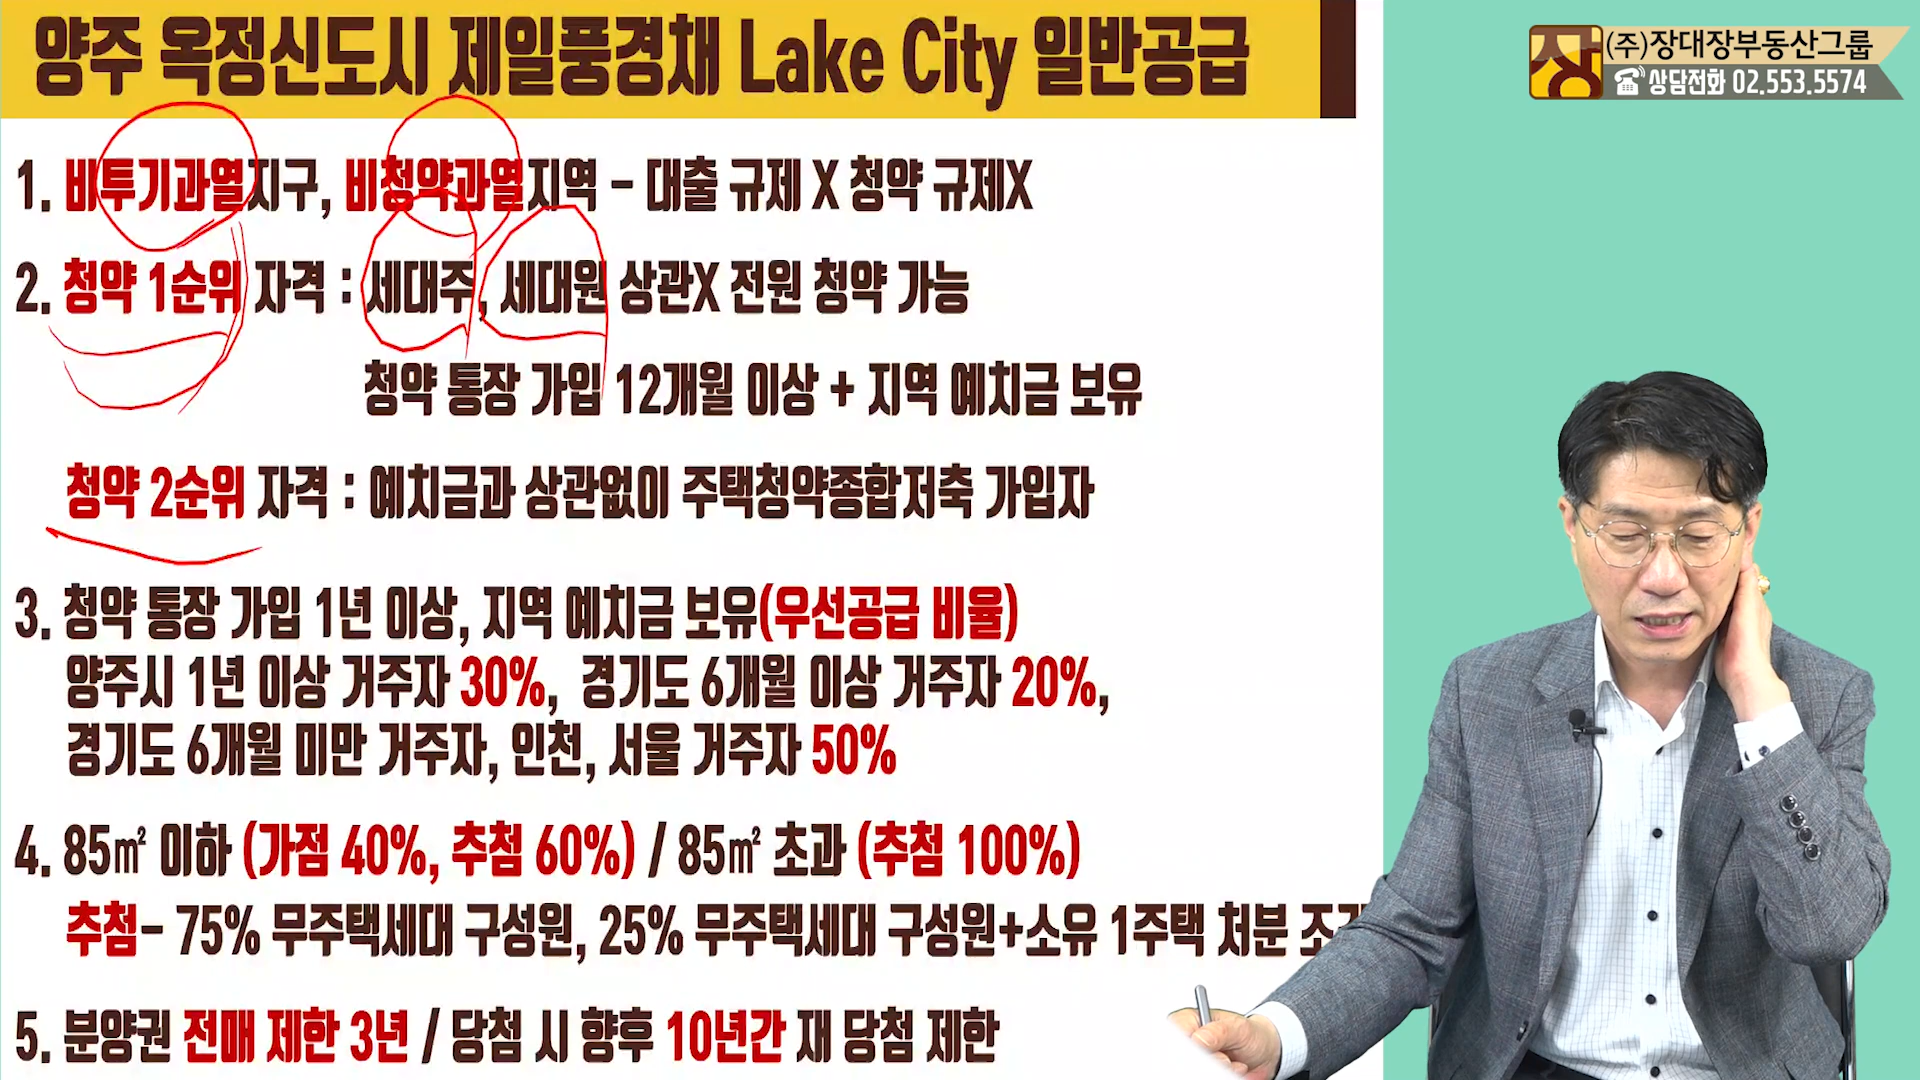 양주 옥정신도시 제일풍경채 Lake City 일반공급
상 (주)장대장부동산그룹
상담전화 02.553.5574
1. 비투기과열지구, 비청약과열지역 - 대출 규제 X 청약 규제X
2. 청약 1순위 자격 : 세대주, 세대원 상관X 전원 청약 가능
청약 통장 가입 12개월 이상 + 지역 예치금 보유
청약 2순위 자격 : 예치금과 상관없이 주택청약종합저축 가입자
3. 청약 통장 가입 1년 이상, 지역 예치금 보유(우선공급 비율)
양주시 1년 이상 거주자 30%, 경기도 6개월 이상 거주자 20%,
경기도 6개월 미만 거주자, 인천, 서울 거주자 50%
4. 85㎡ 이하 (가점 40%, 추첨 60%) / 85㎡ 초과 (추첨 100%)
추첨- 75% 무주택세대 구성원, 25% 무주택세대 구성원+소유 1주택 처분
5. 분양권 전매 제한 3년 / 당첨 시 향후 10년간 재 당첨 제한